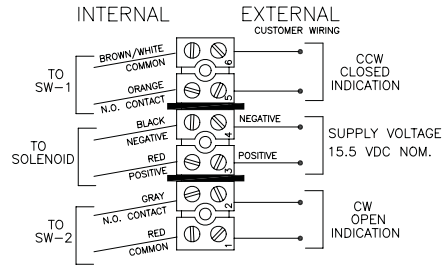 INTERNAL
EXTERNAL
CUSTOMER WIRING
BROWN/WHITE
COMMON
6
TO
SW-1
CCW
CLOSED
INDICATION
ORANGE
N.O. CONTACT
5
BLACK
NEGATIVE
4
NEGATIVE
TO
SOLENOID
SUPPLY VOLTAGE
15.5 VDC NOM.
RED
POSITIVE
3
POSITIVE
GRAY
N.O. CONTACT
2
TO
SW-2
CW
OPEN
INDICATION
RED
COMMON
1